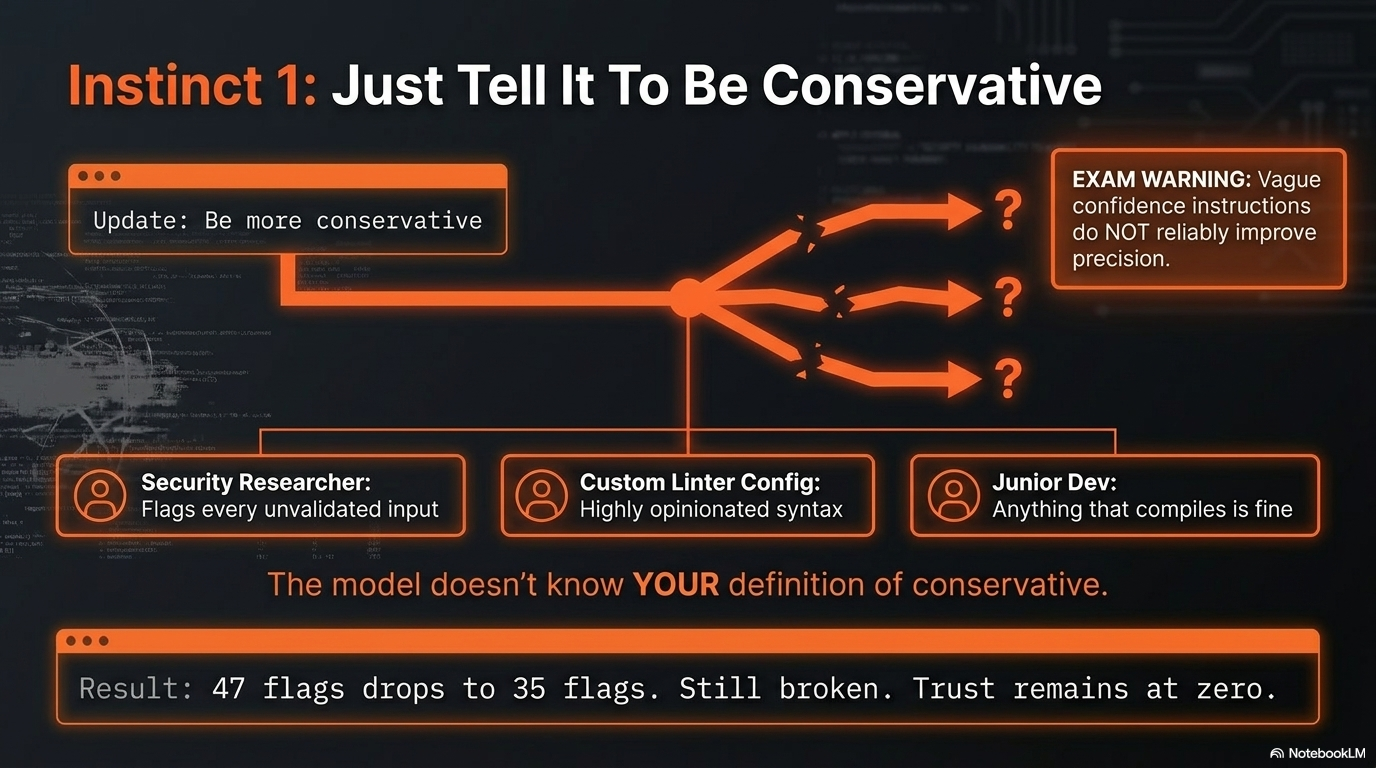 Instinct 1: Just Tell It To Be Conservative
Update: Be more conservative
?
?
?
EXAM WARNING: Vague
confidence instructions
do NOT reliably improve
precision.
Security Researcher:
Flags every unvalidated input
Custom Linter Config:
Highly opinionated syntax
Junior Dev:
Anything that compiles is fine
The model doesn’t know YOUR definition of conservative.
Result: 47 flags drops to 35 flags. Still broken. Trust remains at zero.
NotebookLM